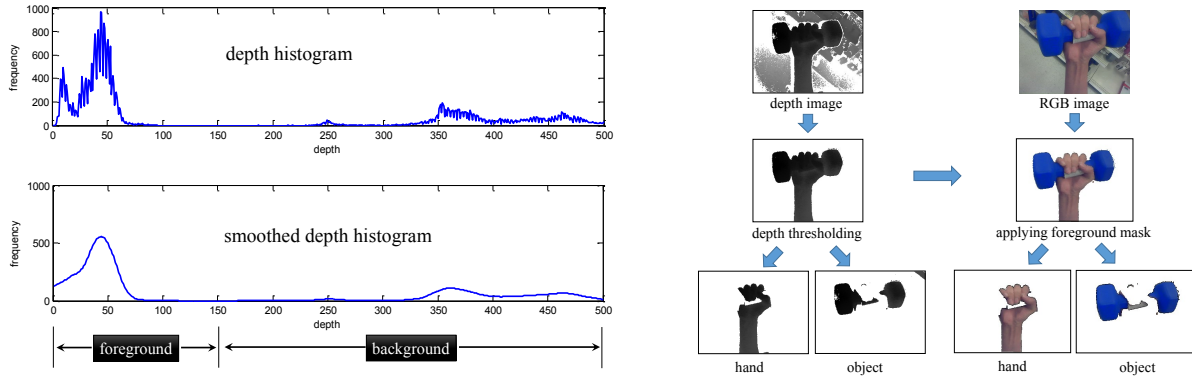 1000
800
600
400
200
0
frequency
depth histogram
0 50 100 150 200 250 300 350 400 450 500
depth
1000
500
0
frequency
smoothed depth histogram
0 50 100 150 200 250 300 350 400 450 500
depth
foreground
background
depth image
RGB image
depth thresholding
applying foreground mask
hand
object
hand
object